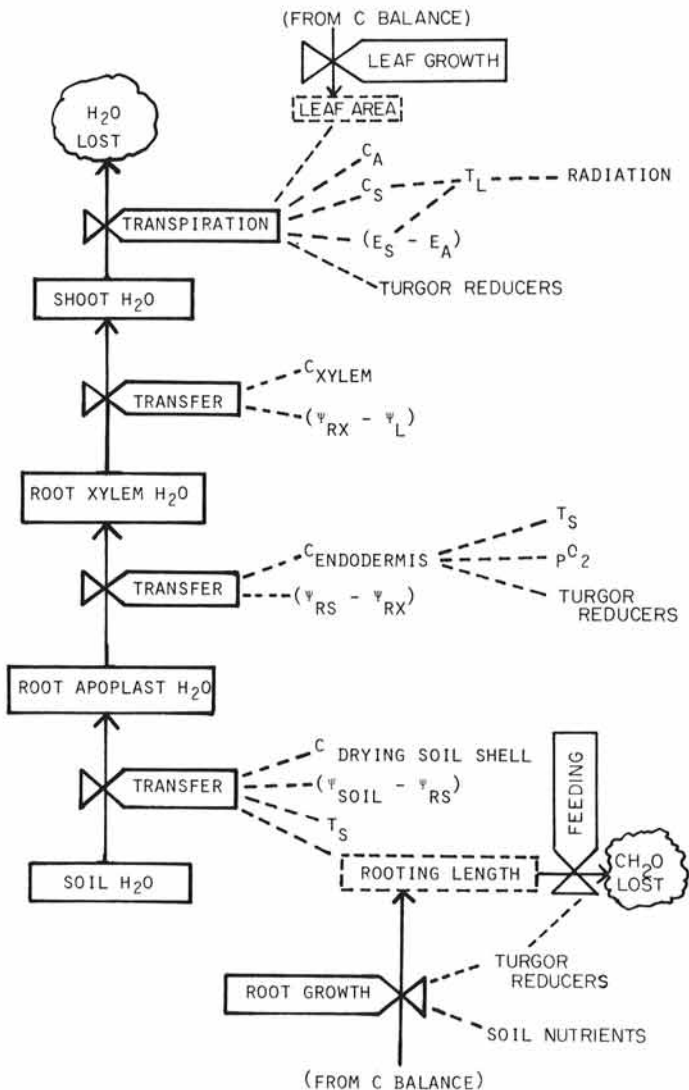 (FROM C BALANCE)
LEAF GROWTH
LEAF AREA
H₂O
LOST
C_A
C_S
T_L
RADIATION
TRANSPIRATION
(E_S - E_A)
TURGOR REDUCERS
SHOOT H₂O
C_XYLEM
TRANSFER
(Ψ_RX - Ψ_L)
ROOT XYLEM H₂O
T_S
C_ENDODERMIS
P^O₂
TRANSFER
(Ψ_RS - Ψ_RX)
TURGOR
REDUCERS
ROOT APOPLAST H₂O
C DRYING SOIL SHELL
TRANSFER
(Ψ_SOIL - Ψ_RS)
T_S
FEEDING
SOIL H₂O
ROOTING LENGTH
CH₂O
LOST
TURGOR
REDUCERS
ROOT GROWTH
SOIL NUTRIENTS
(FROM C BALANCE)